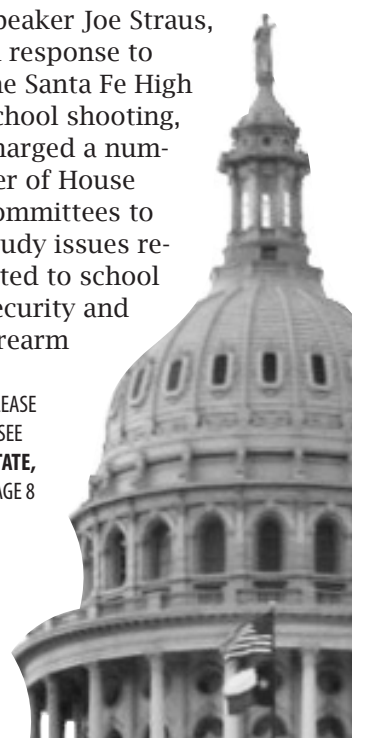 peaker Joe Straus,
n response to
he Santa Fe High
chool shooting,
harged a num-
er of House
ommittees to
tudy issues re-
ted to school
ecurity and
rearm
EASE
SEE
TATE,
AGE 8